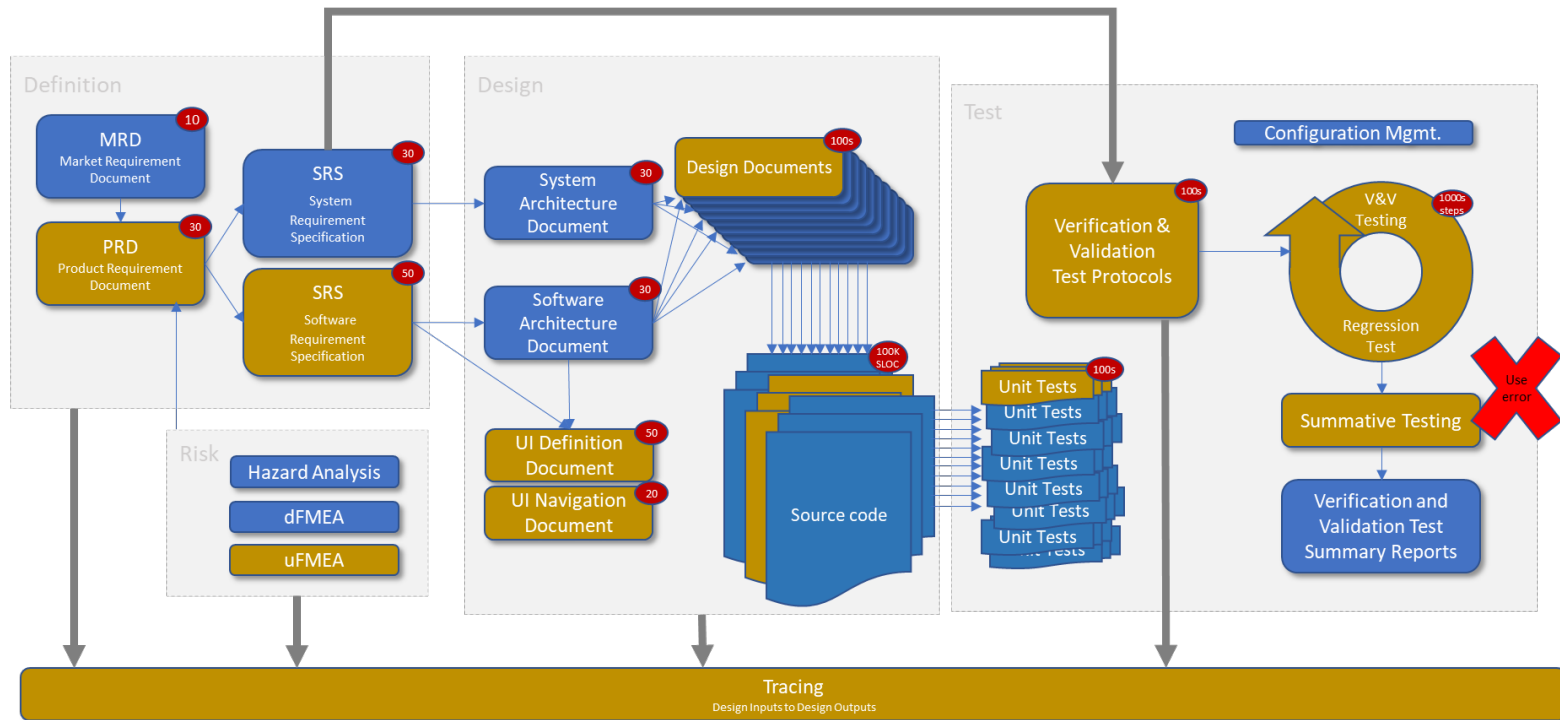 Definition
MRD
Market Requirement
Document
10
PRD
Product Requirement
Document
30
SRS
System
Requirement
Specification
30
SRS
Software
Requirement
Specification
50
Risk
Hazard Analysis
dFMEA
uFMEA
Design
System
Architecture
Document
30
Software
Architecture
Document
30
UI Definition
Document
50
UI Navigation
Document
20
Design Documents
100s
100K
SLOC
Source code
Test
Configuration Mgmt.
Verification &
Validation
Test Protocols
100s
V&V
Testing
1000s
steps
Regression
Test
Unit Tests
100s
Unit Tests
Unit Tests
Unit Tests
Unit Tests
Unit Tests
Unit Tests
Unit Tests
Use
error
Summative Testing
Verification and
Validation Test
Summary Reports
Tracing
Design Inputs to Design Outputs